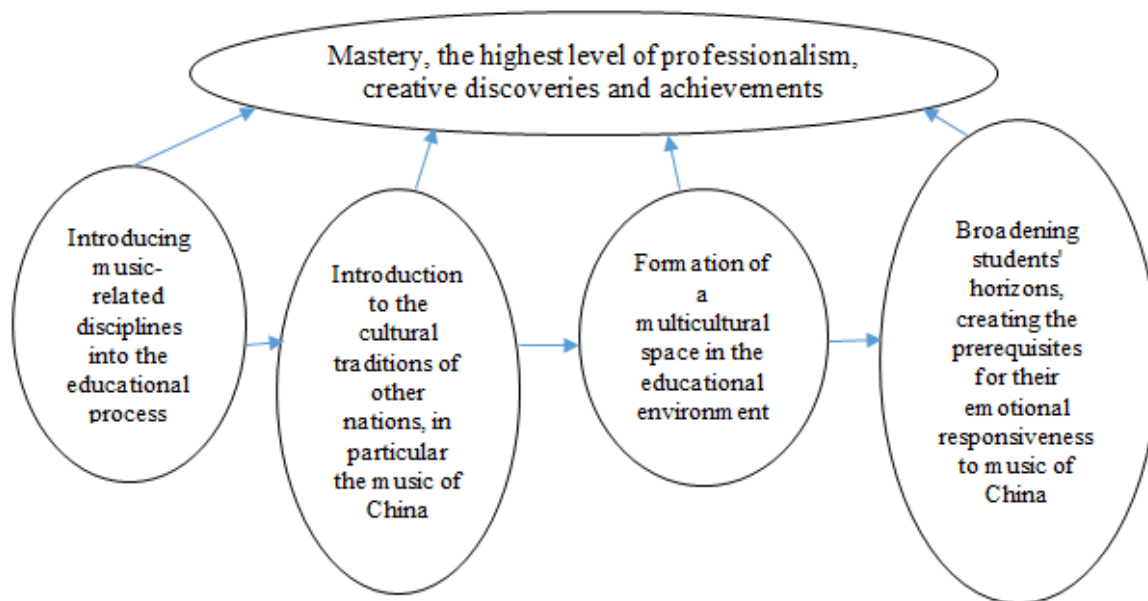 Mastery, the highest level of professionalism,
creative discoveries and achievements
Introducing
music-
related
disciplines
into the
educational
process
Introduction
to the
cultural
traditions of
other
nations, in
particular
the music of
China
Formation of
a
multicultural
space in the
educational
environment
Broadening
students'
horizons,
creating the
prerequisites
for their
emotional
responsiveness
to music of
China